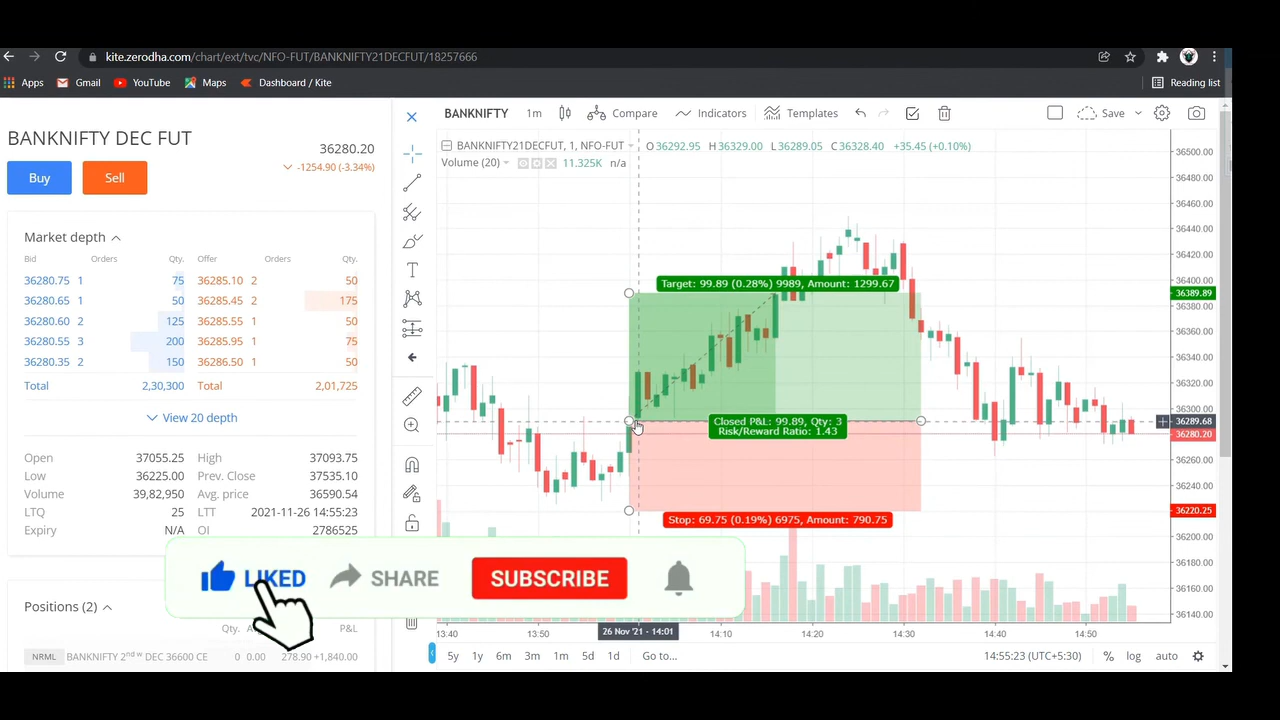 kite.zerodha.com/chart/ext/tvc/NFO-FUT/BANKNIFTY21DECFUT/18257666
Apps Gmail YouTube Maps Dashboard / Kite Reading list
BANKNIFTY DEC FUT
36280.20
-1254.90 (-3.34%)
Buy Sell
Market depth
Bid Orders Qty. Offer Orders Qty.
36280.75 1 75 36285.10 2 50
36280.65 1 50 36285.45 2 175
36280.60 2 125 36285.55 1 50
36280.55 3 200 36285.95 1 75
36280.35 2 150 36286.50 1 50
Total 2,30,300 Total 2,01,725
View 20 depth
Open 37055.25 High 37093.75
Low 36225.00 Prev. Close 37535.10
Volume 39,82,950 Avg. price 36590.54
LTQ 25 LTT 2021-11-26 14:55:23
Expiry N/A OI 2786525
Positions (2)
Qty. P&L
NRML BANKNIFTY 2nd w DEC 36600 CE 0 0.00 278.90 +1,840.00
BANKNIFTY 1m Compare Indicators Templates Save
BANKNIFTY21DECFUT, 1, NFO-FUT O36292.95 H36329.00 L36289.05 C36328.40 +35.45 (+0.10%)
Volume (20) 11.325K n/a
Target: 99.89 (0.28%) 9989, Amount: 1299.67
Closed P&L: 99.89, Qty: 3
Risk/Reward Ratio: 1.43
Stop: 69.75 (0.19%) 6975, Amount: 790.75
36500.00
36480.00
36460.00
36440.00
36420.00
36400.00
36389.89
36360.00
36340.00
36320.00
36300.00
36289.68
36280.20
36260.00
36240.00
36220.25
36200.00
36180.00
36160.00
36140.00
LIKED SHARE SUBSCRIBE
13:40 13:50 26 Nov '21 - 14:01 14:10 14:20 14:30 14:40 14:50
5y 1y 6m 3m 1m 5d 1d Go to... 14:55:23 (UTC+5:30) % log auto